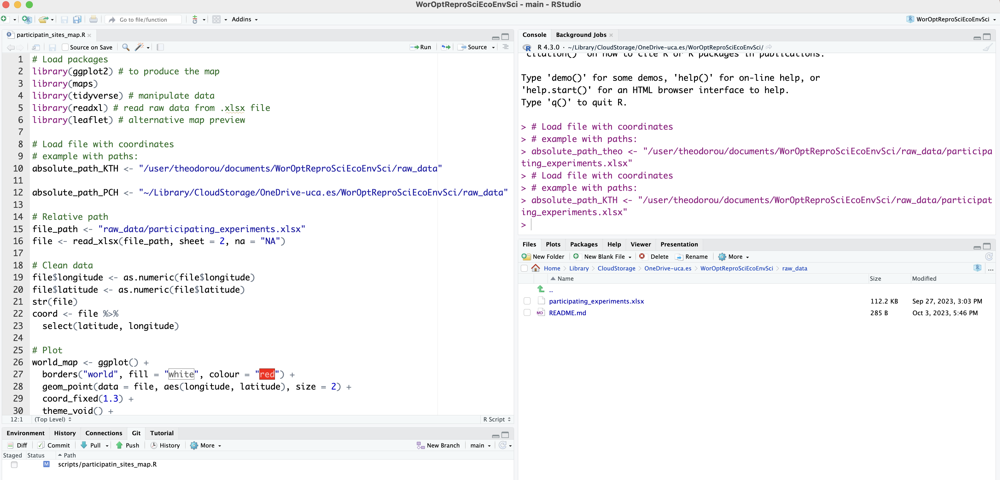 WorOptReproSciEcoEnvSci - main - RStudio
Go to file/function
Addins
WorOptReproSciEcoEnvSci
participatin_sites_map.R
Source on Save
Run
Source
1 # Load packages
2 library(ggplot2) # to produce the map
3 library(maps)
4 library(tidyverse) # manipulate data
5 library(readxl) # read raw data from .xlsx file
6 library(leaflet) # alternative map preview
7
8 # Load file with coordinates
9 # example with paths:
10 absolute_path_KTH <- "/user/theodorou/documents/WorOptReproSciEcoEnvSci/raw_data"
11
12 absolute_path_PCH <- "~/Library/CloudStorage/OneDrive-uca.es/WorOptReproSciEcoEnvSci/raw_data"
13
14 # Relative path
15 file_path <- "raw_data/participating_experiments.xlsx"
16 file <- read_xlsx(file_path, sheet = 2, na = "NA")
17
18 # Clean data
19 file$longitude <- as.numeric(file$longitude)
20 file$latitude <- as.numeric(file$latitude)
21 str(file)
22 coord <- file %>%
23 select(latitude, longitude)
24
25 # Plot
26 world_map <- ggplot() +
27 borders("world", fill = "white", colour = "red") +
28 geom_point(data = file, aes(longitude, latitude), size = 2) +
29 coord_fixed(1.3) +
30 theme_void() +
12:1 (Top Level)
R Script
Environment History Connections Git Tutorial
Diff Commit Pull Push History More New Branch main
Staged Status Path
M scripts/participatin_sites_map.R
Console Background Jobs
R 4.3.0 · ~/Library/CloudStorage/OneDrive-uca.es/WorOptReproSciEcoEnvSci/
'citation()' on how to cite R or R packages in publications.
Type 'demo()' for some demos, 'help()' for on-line help, or
'help.start()' for an HTML browser interface to help.
Type 'q()' to quit R.
> # Load file with coordinates
> # example with paths:
> absolute_path_theo <- "/user/theodorou/documents/WorOptReproSciEcoEnvSci/raw_data/participa
ting_experiments.xlsx"
> # Load file with coordinates
> # example with paths:
> absolute_path_KTH <- "/user/theodorou/documents/WorOptReproSciEcoEnvSci/raw_data/participat
ing_experiments.xlsx"
>
Files Plots Packages Help Viewer Presentation
New Folder New Blank File Delete Rename More
Home Library CloudStorage OneDrive-uca.es WorOptReproSciEcoEnvSci raw_data ...
Name Size Modified
..
participating_experiments.xlsx 112.2 KB Sep 27, 2023, 3:03 PM
MD README.md 285 B Oct 3, 2023, 5:46 PM